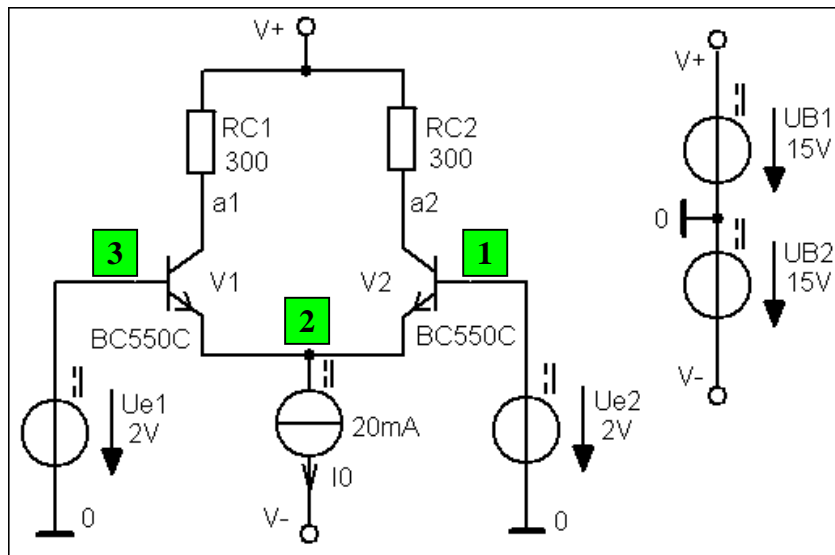 V+
RC1
300
RC2
300
a1
a2
3
1
V1
V2
2
BC550C
BC550C
Ue1
2V
20mA
Ue2
2V
I0
V-
0
0
V+
UB1
15V
0
UB2
15V
V-